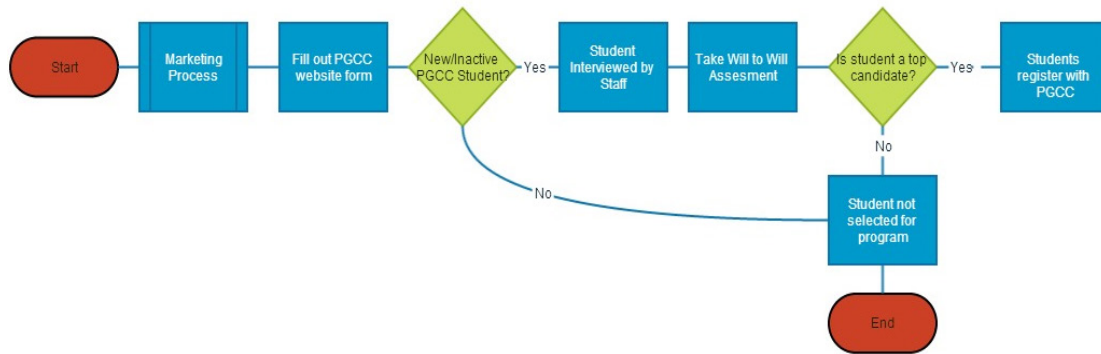 Start
Marketing
Process
Fill out PGCC
website form
New/Inactive
PGCC Student?
Yes
Student
Interviewed by
Staff
Take Will to Will
Assesment
Is student a top
candidate?
Yes
Students
register with
PGCC
No
No
Student not
selected for
program
End